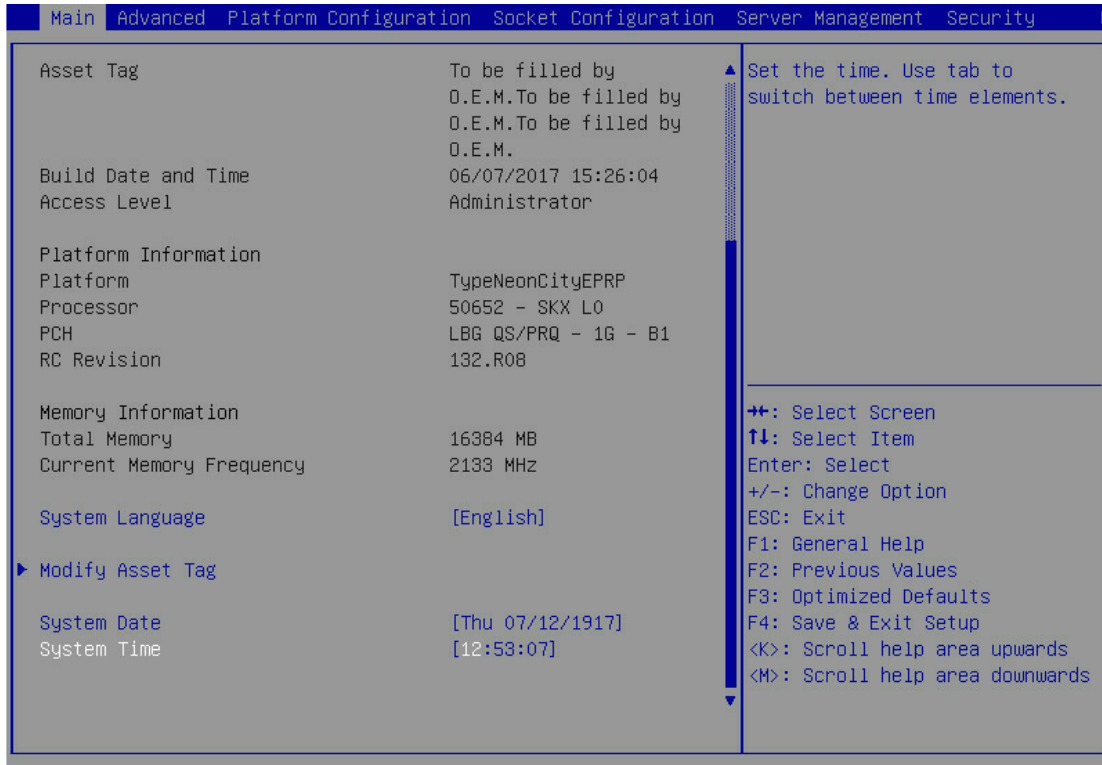 Main Advanced Platform Configuration Socket Configuration Server Management Security
Asset Tag To be filled by
O.E.M.To be filled by
O.E.M.To be filled by
O.E.M.
Build Date and Time 06/07/2017 15:26:04
Access Level Administrator
Platform Information
Platform TypeNeonCityEPRP
Processor 50652 - SKX L0
PCH LBG QS/PRQ - 1G - B1
RC Revision 132.R08
Memory Information
Total Memory 16384 MB
Current Memory Frequency 2133 MHz
System Language [English]
Modify Asset Tag
System Date [Thu 07/12/1917]
System Time [12:53:07]
Set the time. Use tab to
switch between time elements.
→←: Select Screen
↑↓: Select Item
Enter: Select
+/-: Change Option
ESC: Exit
F1: General Help
F2: Previous Values
F3: Optimized Defaults
F4: Save & Exit Setup
<K>: Scroll help area upwards
<M>: Scroll help area downwards